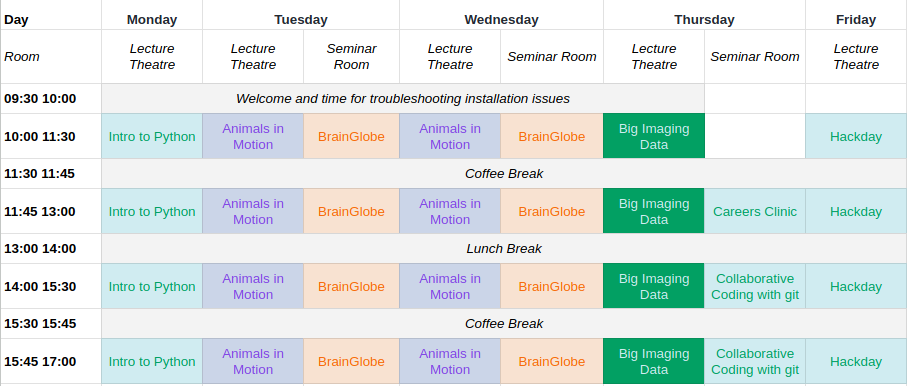 Day Monday Tuesday Wednesday Thursday Friday
Room Lecture Theatre Lecture Theatre Seminar Room Lecture Theatre Seminar Room Lecture Theatre Seminar Room Lecture Theatre
09:30 10:00 Welcome and time for troubleshooting installation issues
10:00 11:30 Intro to Python Animals in Motion BrainGlobe Animals in Motion BrainGlobe Big Imaging Data Hackday
11:30 11:45 Coffee Break
11:45 13:00 Intro to Python Animals in Motion BrainGlobe Animals in Motion BrainGlobe Big Imaging Data Careers Clinic Hackday
13:00 14:00 Lunch Break
14:00 15:30 Intro to Python Animals in Motion BrainGlobe Animals in Motion BrainGlobe Big Imaging Data Collaborative Coding with git Hackday
15:30 15:45 Coffee Break
15:45 17:00 Intro to Python Animals in Motion BrainGlobe Animals in Motion BrainGlobe Big Imaging Data Collaborative Coding with git Hackday